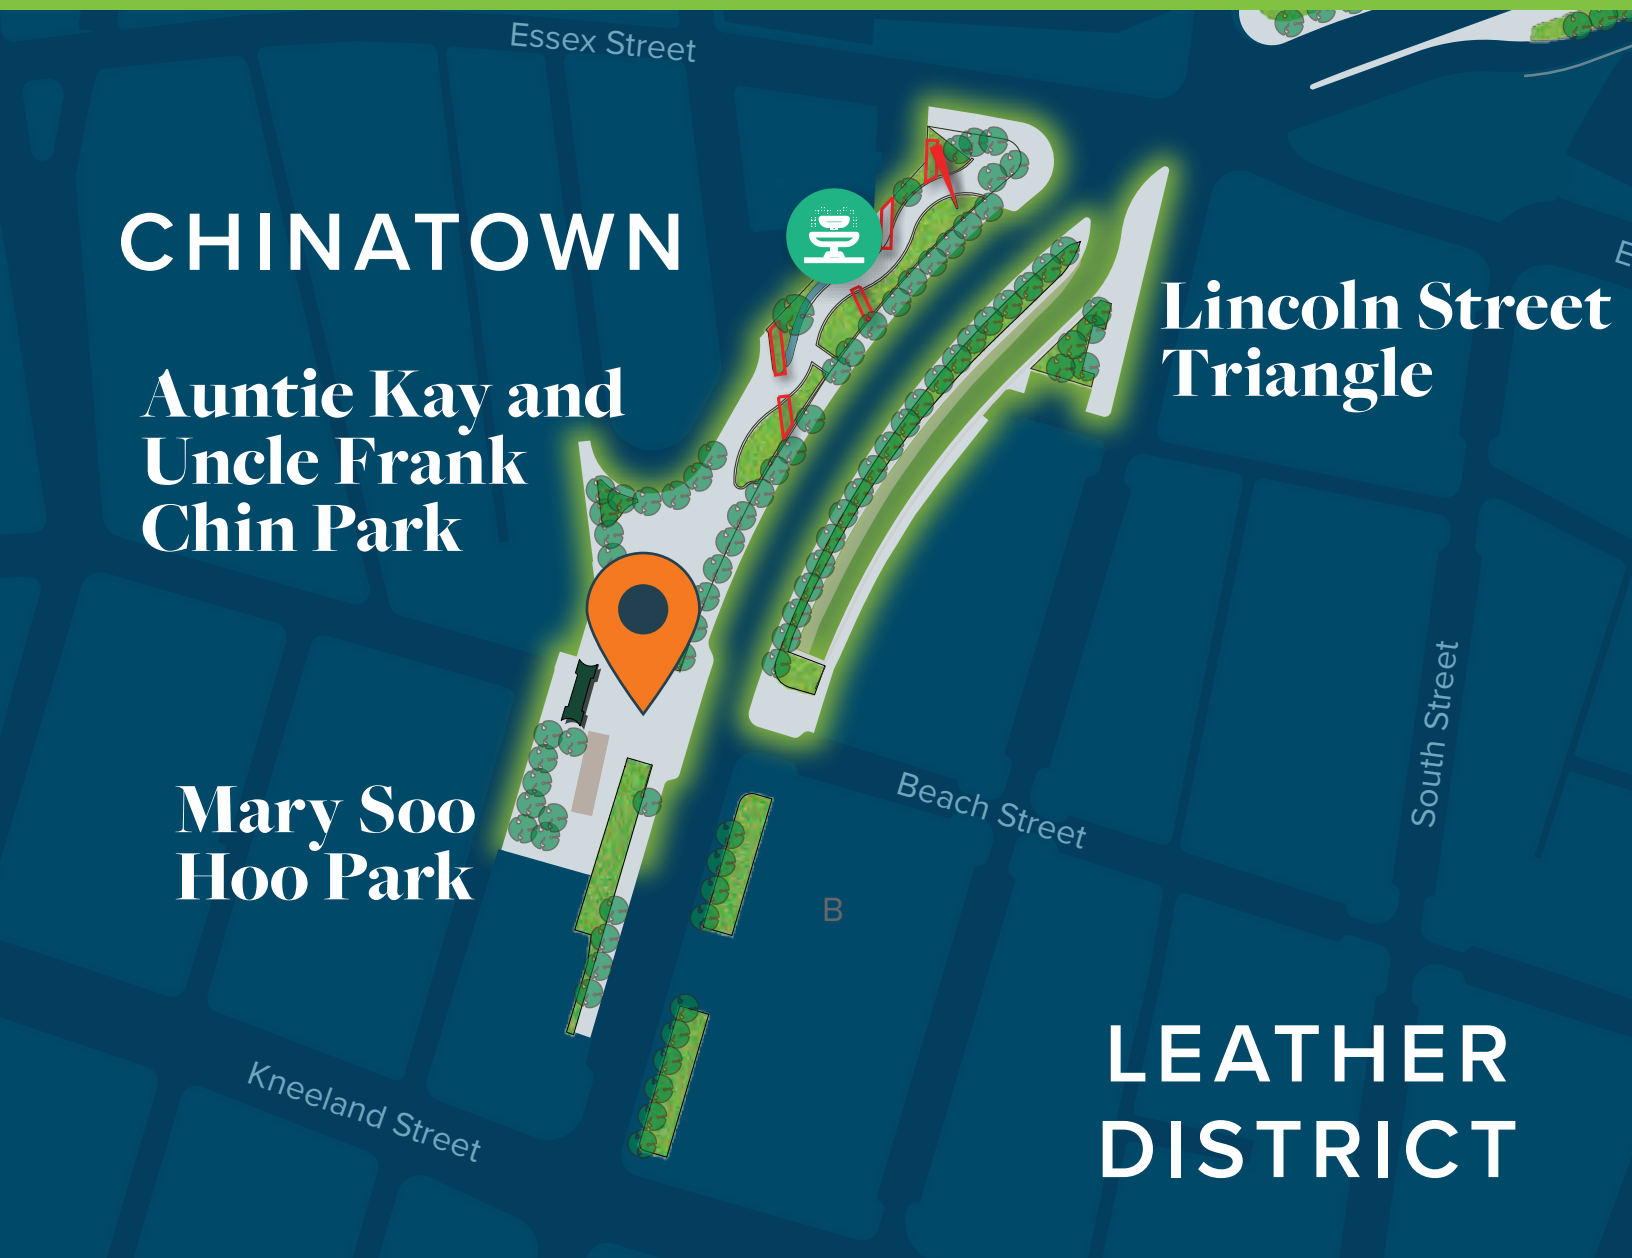 Essex Street
CHINATOWN
Lincoln Street
Triangle
Auntie Kay and
Uncle Frank
Chin Park
Mary Soo
Hoo Park
Beach Street
South Street
B
LEATHER
DISTRICT
Kneeland Street
E